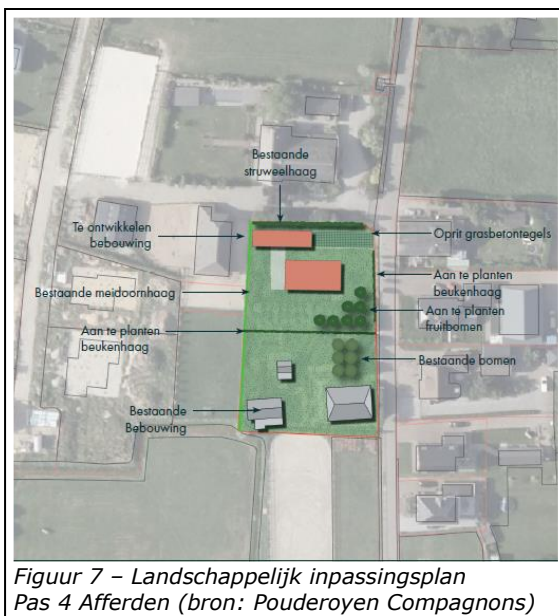 Bestaande
struweelhaag
Te ontwikkelen
bebouwing
Oprit grasbetontegels
Bestaande meidoornhaag
Aan te planten
beukenhaag
Aan te planten
fruitbomen
Aan te planten
beukenhaag
Bestaande bomen
Bestaande
Bebouwing
Figuur 7 – Landschappelijk inpassingsplan
Pas 4 Afferden (bron: Pouderoyen Compagnons)